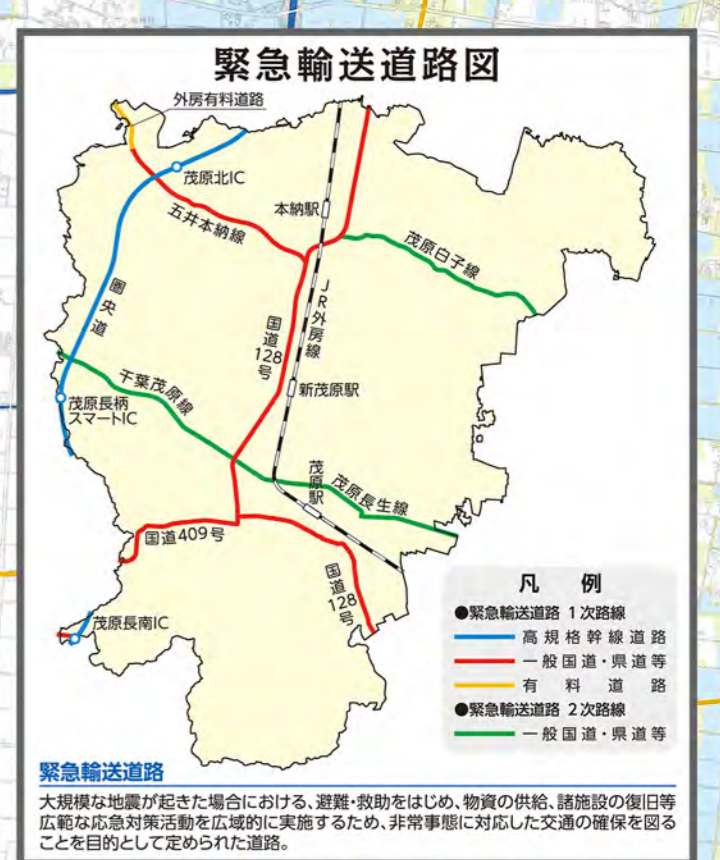 緊急輸送道路図
外房有料道路
茂原北IC
本納駅
五井本納線
茂原白子線
圏央道
JR外房線
国道128号
新茂原駅
千葉茂原線
茂原長柄
スマートIC
茂原駅
茂原長生線
国道409号
国道128号
茂原長南IC
凡 例
●緊急輸送道路 1次路線
高規格幹線道路
一般国道・県道等
有料道路
●緊急輸送道路 2次路線
一般国道・県道等
緊急輸送道路
大規模な地震が起きた場合における、避難・救助をはじめ、物資の供給、諸施設の復旧等
広範な応急対策活動を広域的に実施するため、非常事態に対応した交通の確保を図る
ことを目的として定められた道路。